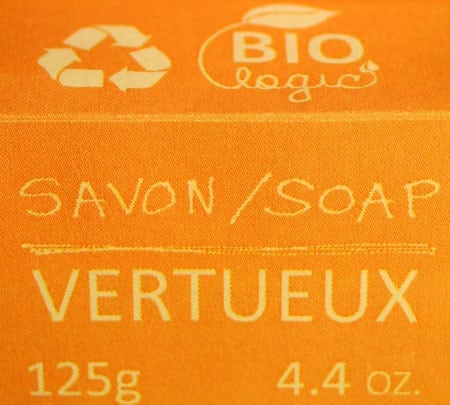 BIO
logic
SAVON / SOAP
VERTUEUX
125g 4.4 oz.